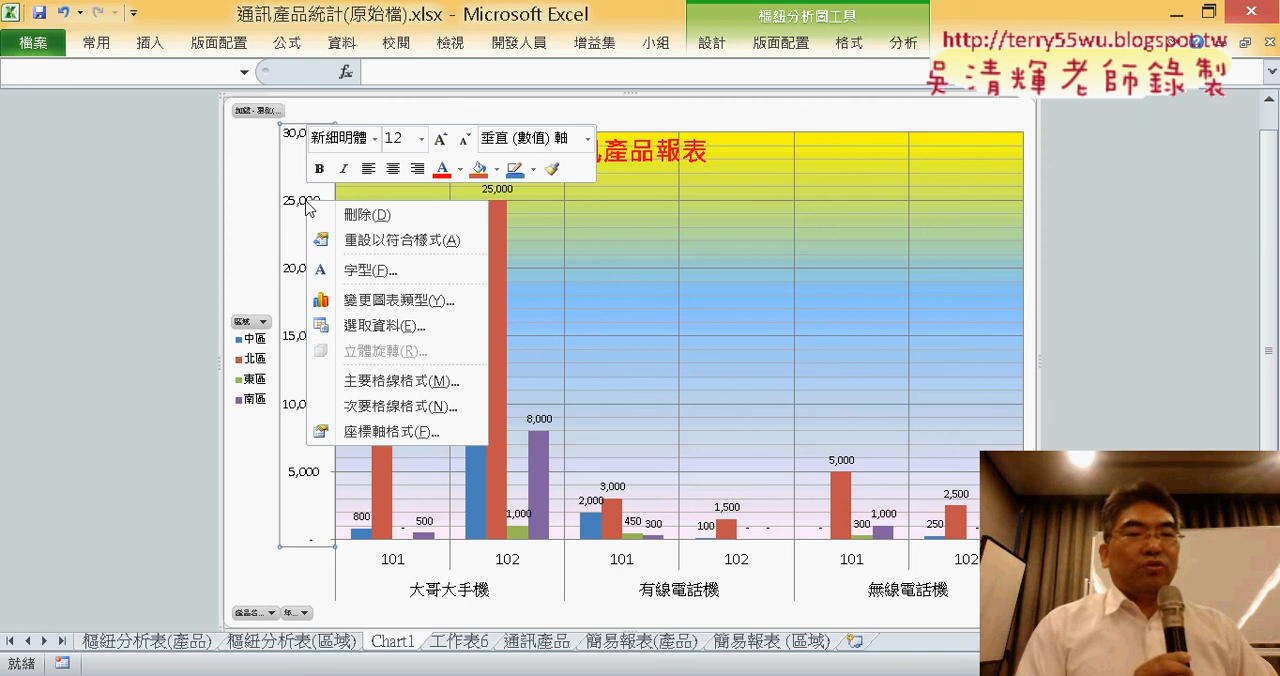 通訊產品統計(原始檔).xlsx - Microsoft Excel
樞紐分析圖工具
檔案 常用 插入 版面配置 公式 資料 校閱 檢視 開發人員 增益集 小組 設計 版面配置 格式 分析
http://terry55wu.blogspot.tw
吳清輝老師錄製
fx
新細明體 12 垂直 (數值) 軸
B I A
訊產品報表
刪除(D)
重設以符合樣式(A)
字型(F)...
變更圖表類型(Y)...
選取資料(E)...
立體旋轉(R)...
主要格線格式(M)...
次要格線格式(N)...
座標軸格式(F)...
30,0
25,0
20,0
15,0
10,0
5,000
-
區域
中區
北區
東區
南區
800 - 500
25,000 1,000 8,000
2,000 3,000 450 300
100 1,500 - -
- 5,000 300 1,000
250 2,500
101 102 101 102 101 102
大哥大手機 有線電話機 無線電話機
產品名... 年...
樞紐分析表(產品) 樞紐分析表(區域) Chart1 工作表6 通訊產品 簡易報表(產品) 簡易報表 (區域)
就緒